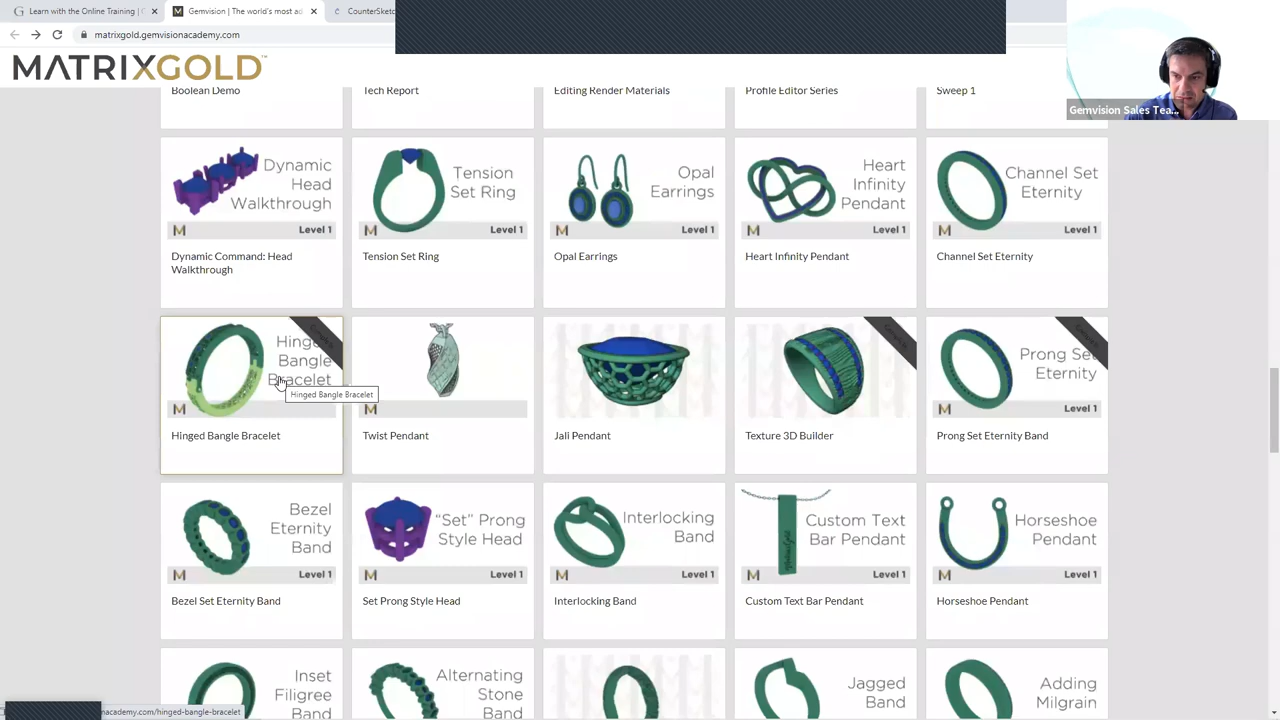 Learn with the Online Training | G
Gemvision | The world's most ad
CounterSketc
matrixgold.gemvisionacademy.com
MATRIXGOLD™
Gemvision Sales Tea...
Boolean Demo
Tech Report
Editing Render Materials
Profile Editor Series
Sweep 1
Dynamic
Head
Walkthrough
Level 1
Tension
Set Ring
Level 1
Opal
Earrings
Level 1
Heart
Infinity
Pendant
Level 1
Channel Set
Eternity
Level 1
Dynamic Command: Head
Walkthrough
Tension Set Ring
Opal Earrings
Heart Infinity Pendant
Channel Set Eternity
Hinged
Bangle
Bracelet
Hinged Bangle Bracelet
Prong Set
Eternity
Level 1
Hinged Bangle Bracelet
Twist Pendant
Jali Pendant
Texture 3D Builder
Prong Set Eternity Band
Bezel
Eternity
Band
Level 1
"Set" Prong
Style Head
Level 1
Interlocking
Band
Level 1
Custom Text
Bar Pendant
Level 1
Horseshoe
Pendant
Level 1
Bezel Set Eternity Band
Set Prong Style Head
Interlocking Band
Custom Text Bar Pendant
Horseshoe Pendant
Inset
Filigree
Band
Alternating
Stone
Band
Jagged
Band
Adding
Milgrain
academy.com/hinged-bangle-bracelet